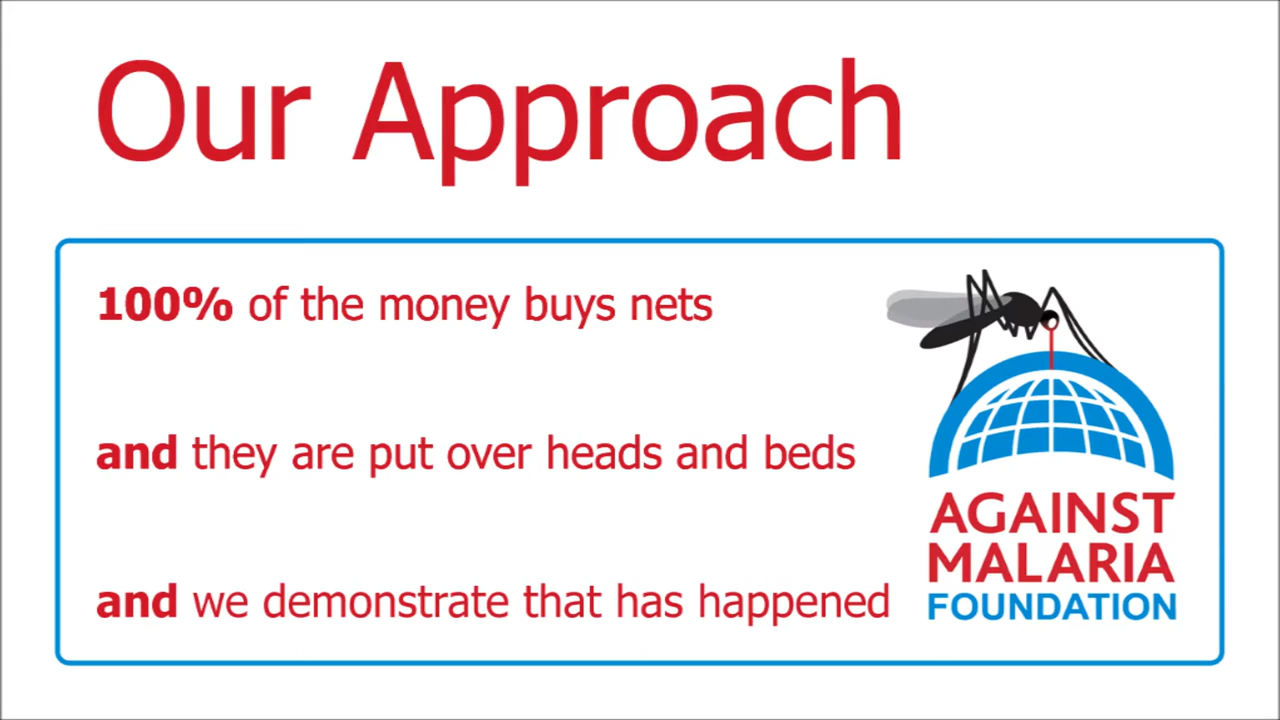 Our Approach
100% of the money buys nets
and they are put over heads and beds
and we demonstrate that has happened
AGAINST
MALARIA
FOUNDATION